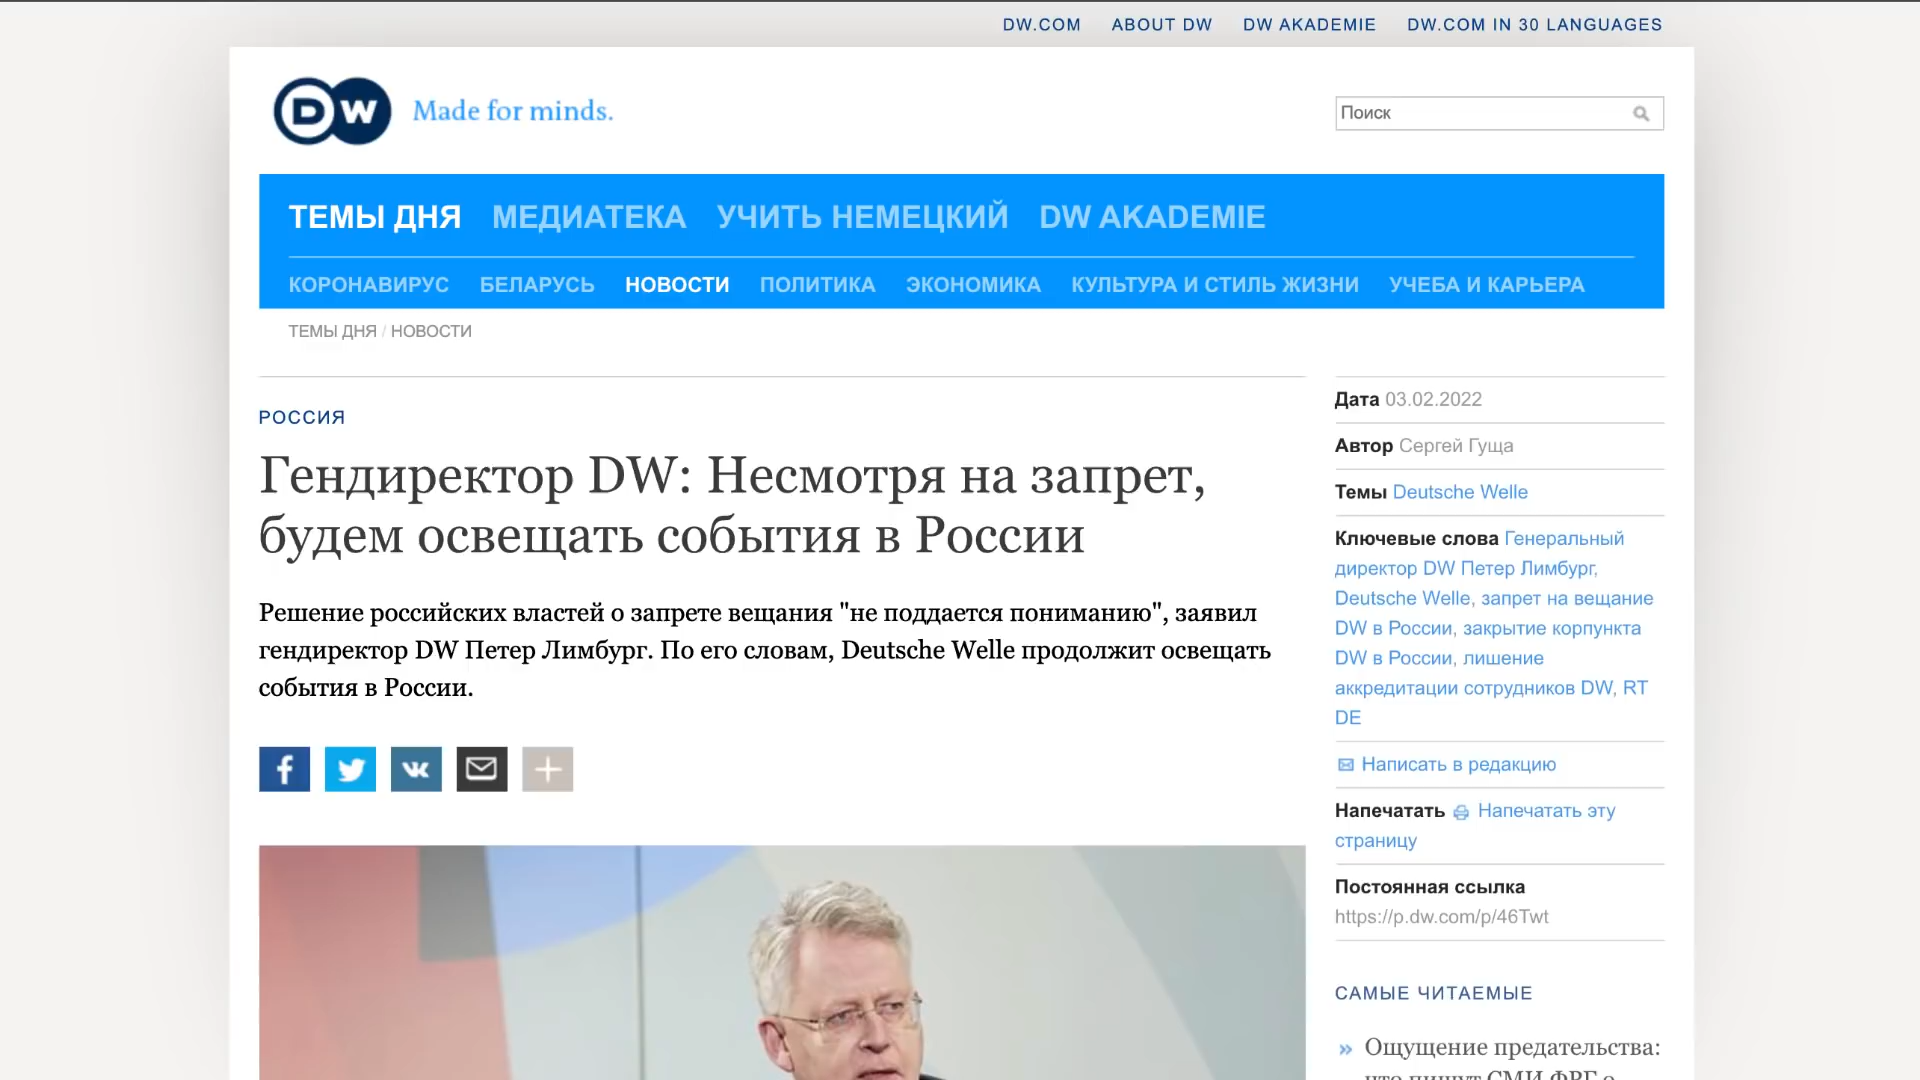 DW.COM ABOUT DW DW AKADEMIE DW.COM IN 30 LANGUAGES
DW Made for minds.
Поиск
ТЕМЫ ДНЯ МЕДИАТЕКА УЧИТЬ НЕМЕЦКИЙ DW AKADEMIE
КОРОНАВИРУС БЕЛАРУСЬ НОВОСТИ ПОЛИТИКА ЭКОНОМИКА КУЛЬТУРА И СТИЛЬ ЖИЗНИ УЧЕБА И КАРЬЕРА
ТЕМЫ ДНЯ / НОВОСТИ
РОССИЯ
Гендиректор DW: Несмотря на запрет,
будем освещать события в России
Решение российских властей о запрете вещания "не поддается пониманию", заявил
гендиректор DW Петер Лимбург. По его словам, Deutsche Welle продолжит освещать
события в России.
Дата 03.02.2022
Автор Сергей Гуща
Темы Deutsche Welle
Ключевые слова Генеральный
директор DW Петер Лимбург,
Deutsche Welle, запрет на вещание
DW в России, закрытие корпункта
DW в России, лишение
аккредитации сотрудников DW, RT
DE
Написать в редакцию
Напечатать Напечатать эту
страницу
Постоянная ссылка
https://p.dw.com/p/46Twt
САМЫЕ ЧИТАЕМЫЕ
» Ощущение предательства:
что пишут СМИ ФРГ о